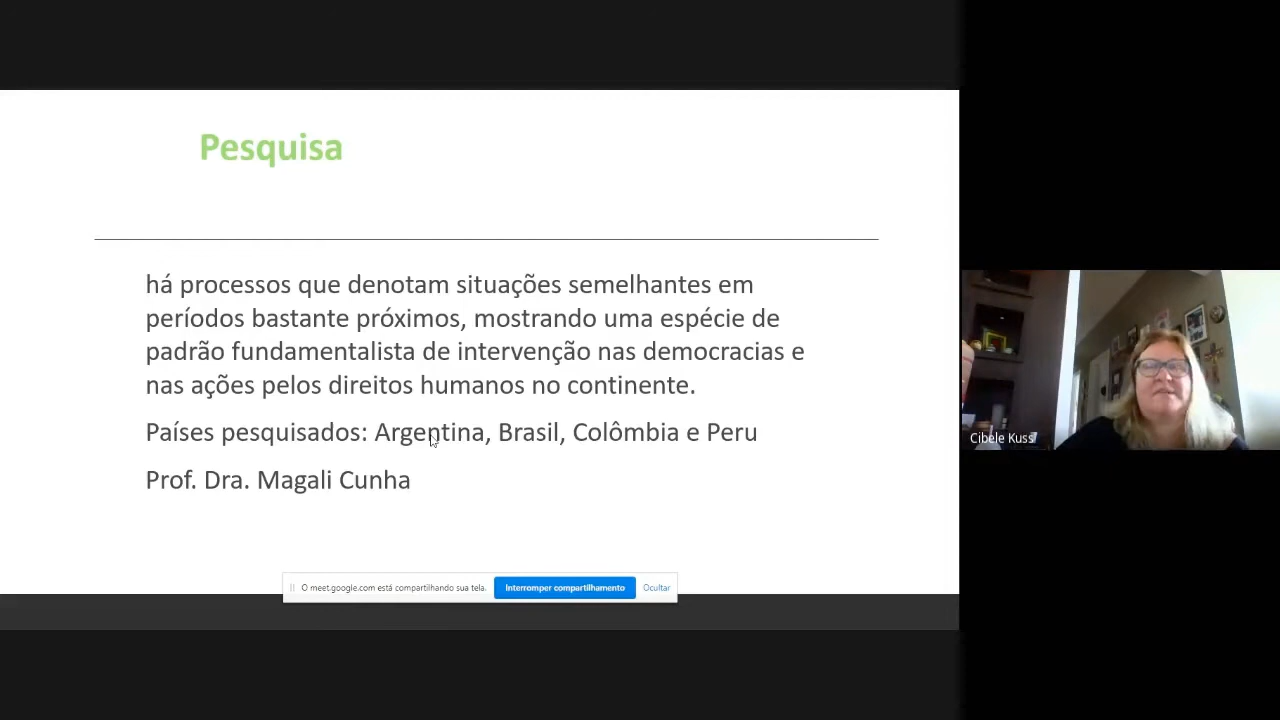 Pesquisa
há processos que denotam situações semelhantes em
períodos bastante próximos, mostrando uma espécie de
padrão fundamentalista de intervenção nas democracias e
nas ações pelos direitos humanos no continente.
Países pesquisados: Argentina, Brasil, Colômbia e Peru
Prof. Dra. Magali Cunha
Cibele Kuss
O meet.google.com está compartilhando sua tela.
Interromper compartilhamento
Ocultar